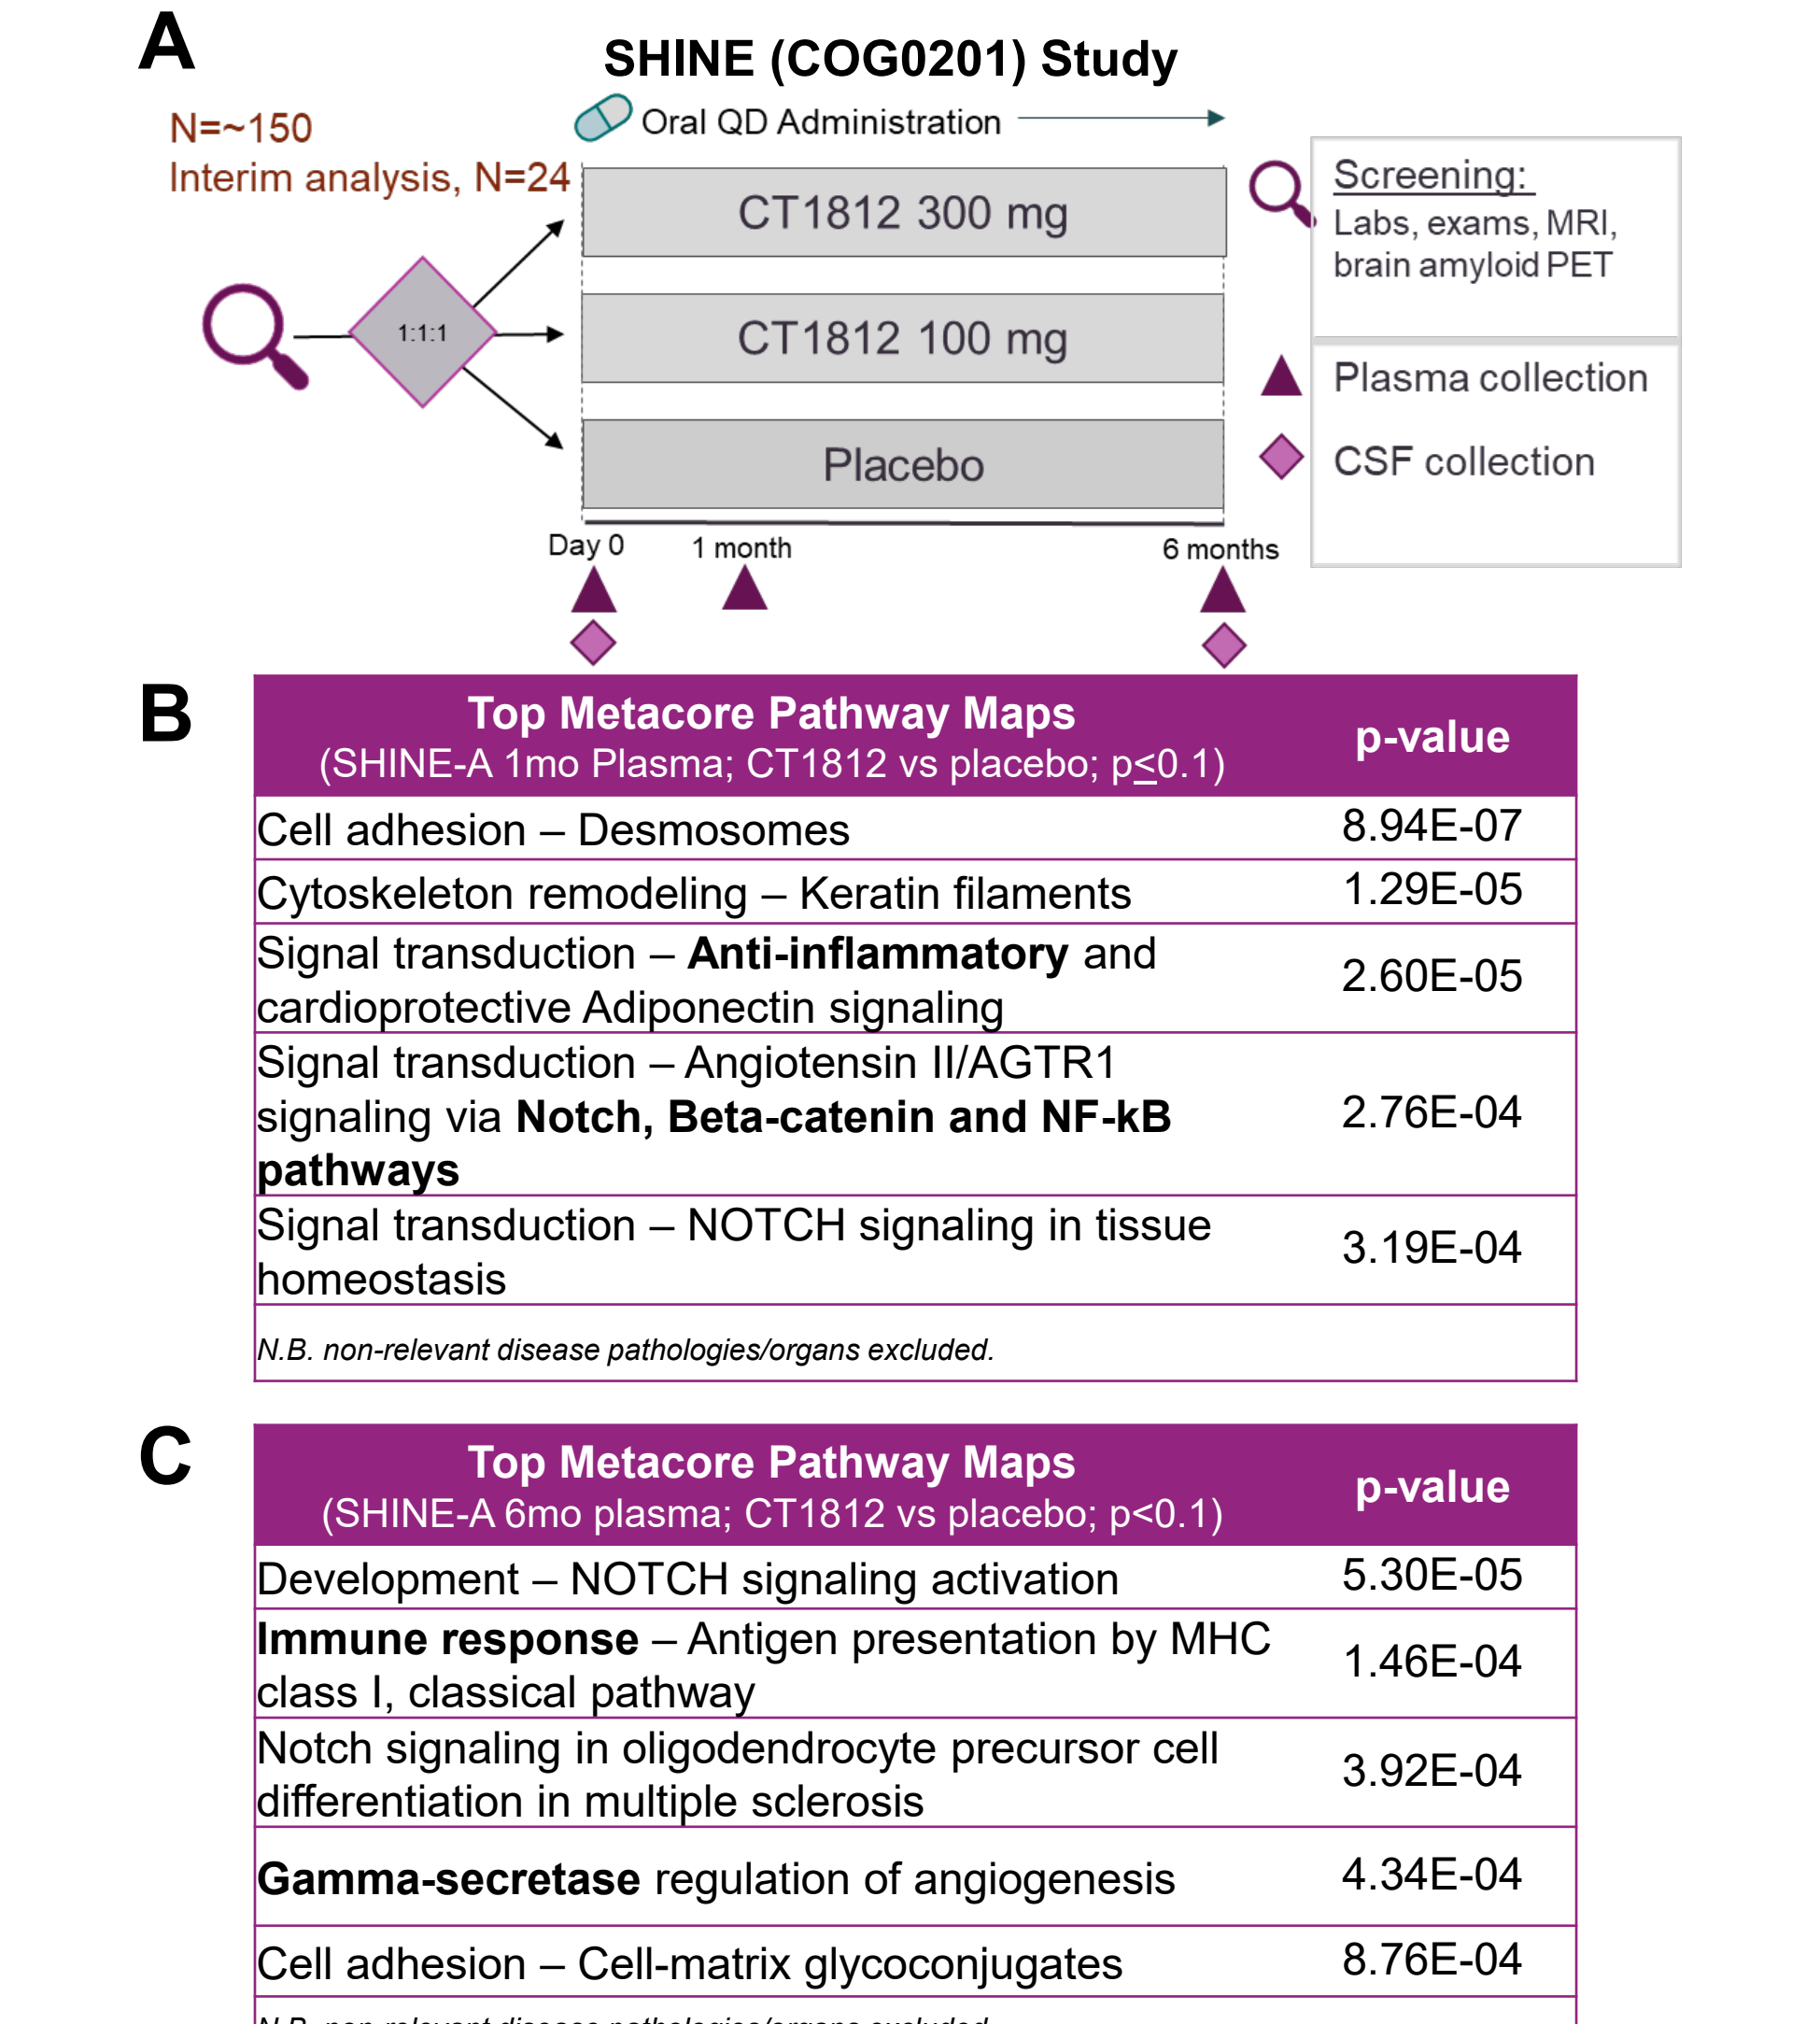 A
SHINE (COG0201) Study
N=~150
Interim analysis, N=24
Oral QD Administration
CT1812 300 mg
1:1:1
CT1812 100 mg
Placebo
Screening:
Labs, exams, MRI,
brain amyloid PET
Plasma collection
CSF collection
Day 0
1 month
6 months
B
Top Metacore Pathway Maps
(SHINE-A 1mo Plasma; CT1812 vs placebo; p≤0.1)
p-value
Cell adhesion – Desmosomes
8.94E-07
Cytoskeleton remodeling – Keratin filaments
1.29E-05
Signal transduction – Anti-inflammatory and
cardioprotective Adiponectin signaling
2.60E-05
Signal transduction – Angiotensin II/AGTR1
signaling via Notch, Beta-catenin and NF-kB
pathways
2.76E-04
Signal transduction – NOTCH signaling in tissue
homeostasis
3.19E-04
N.B. non-relevant disease pathologies/organs excluded.
C
Top Metacore Pathway Maps
(SHINE-A 6mo plasma; CT1812 vs placebo; p<0.1)
p-value
Development – NOTCH signaling activation
5.30E-05
Immune response – Antigen presentation by MHC
class I, classical pathway
1.46E-04
Notch signaling in oligodendrocyte precursor cell
differentiation in multiple sclerosis
3.92E-04
Gamma-secretase regulation of angiogenesis
4.34E-04
Cell adhesion – Cell-matrix glycoconjugates
8.76E-04
N.B. non-relevant disease pathologies/organs excluded.